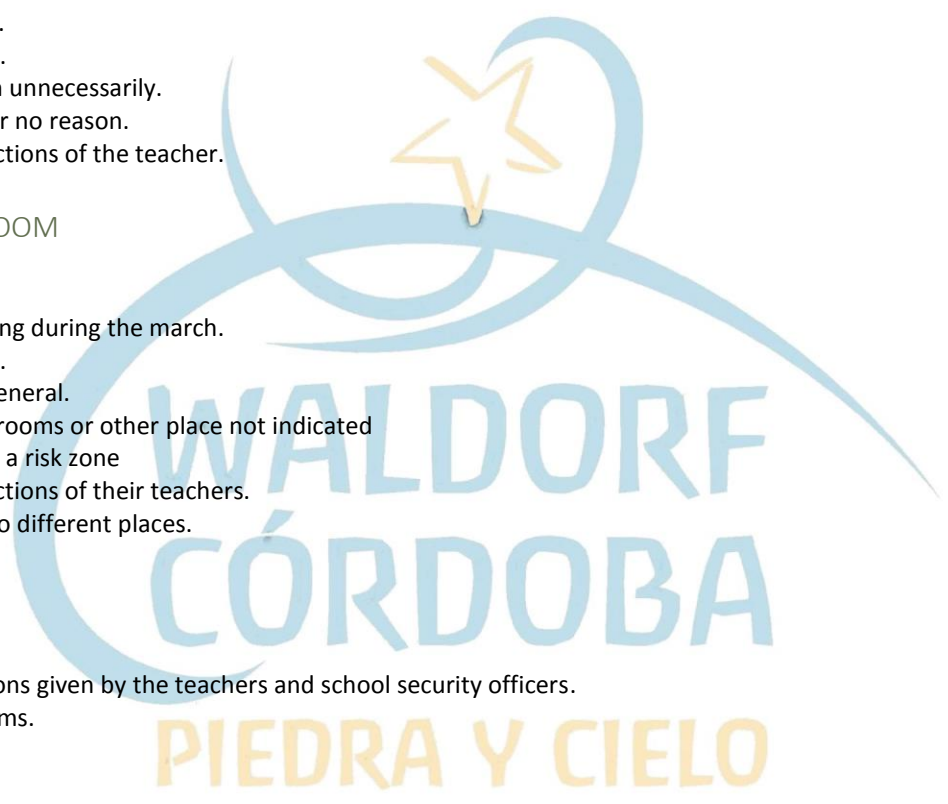 .
.
unnecessarily.
r no reason.
ctions of the teacher.
OOM
ng during the march.
.
eneral.
rooms or other place not indicated
a risk zone
ctions of their teachers.
o different places.
WALDORF
CÓRDOBA
ons given by the teachers and school security officers.
ms.
PIEDRA Y CIELO